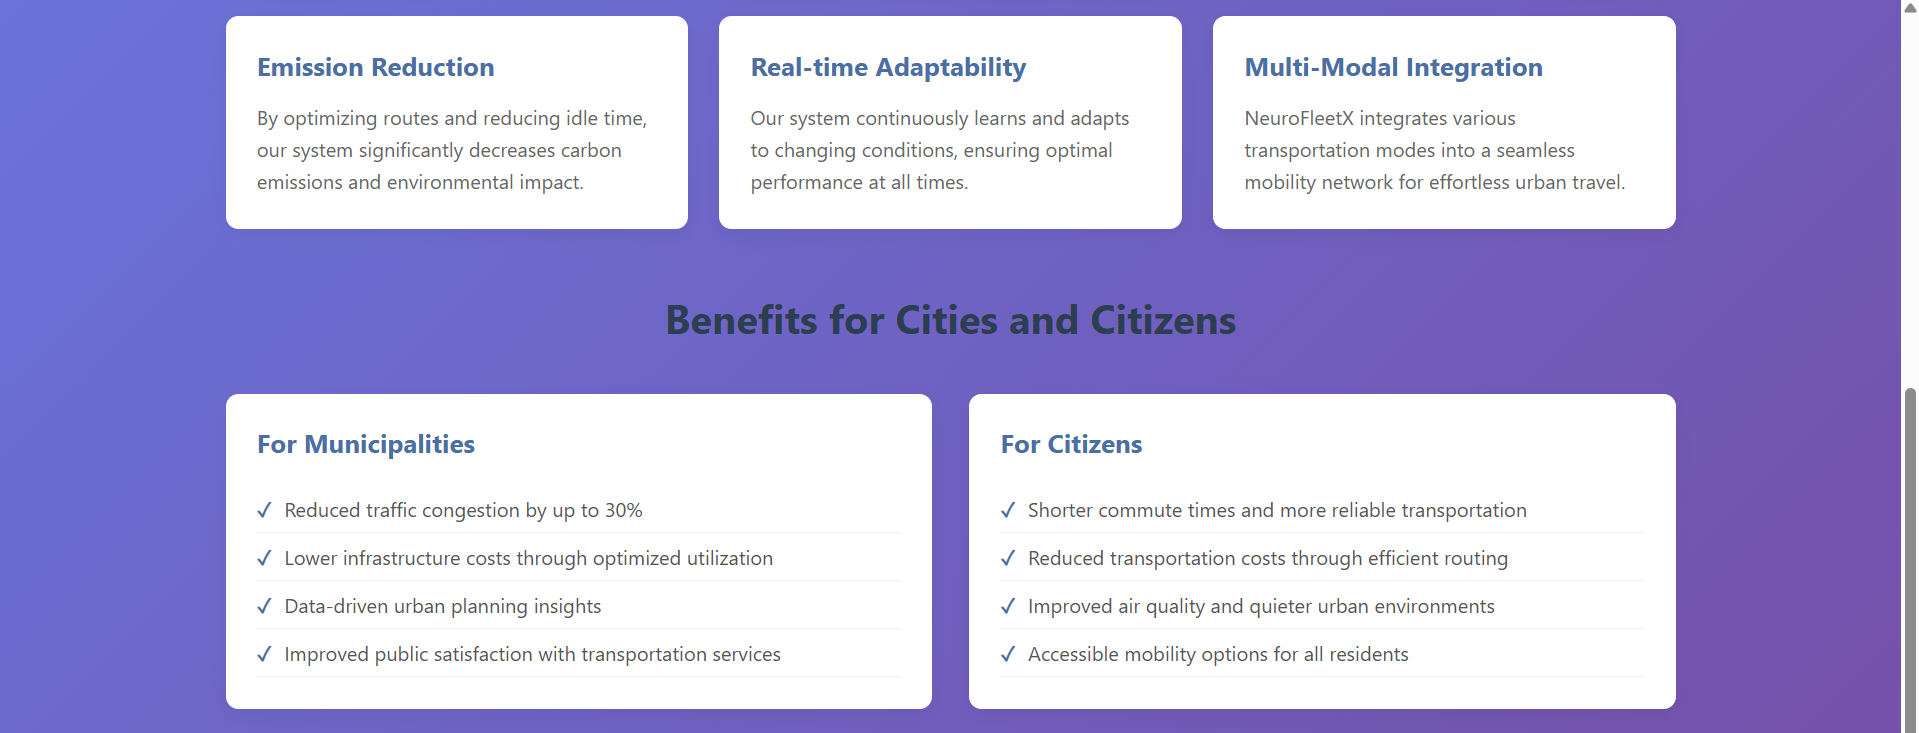 Emission Reduction
By optimizing routes and reducing idle time,
our system significantly decreases carbon
emissions and environmental impact.
Real-time Adaptability
Our system continuously learns and adapts
to changing conditions, ensuring optimal
performance at all times.
Multi-Modal Integration
NeuroFleetX integrates various
transportation modes into a seamless
mobility network for effortless urban travel.
Benefits for Cities and Citizens
For Municipalities
✓ Reduced traffic congestion by up to 30%
✓ Lower infrastructure costs through optimized utilization
✓ Data-driven urban planning insights
✓ Improved public satisfaction with transportation services
For Citizens
✓ Shorter commute times and more reliable transportation
✓ Reduced transportation costs through efficient routing
✓ Improved air quality and quieter urban environments
✓ Accessible mobility options for all residents